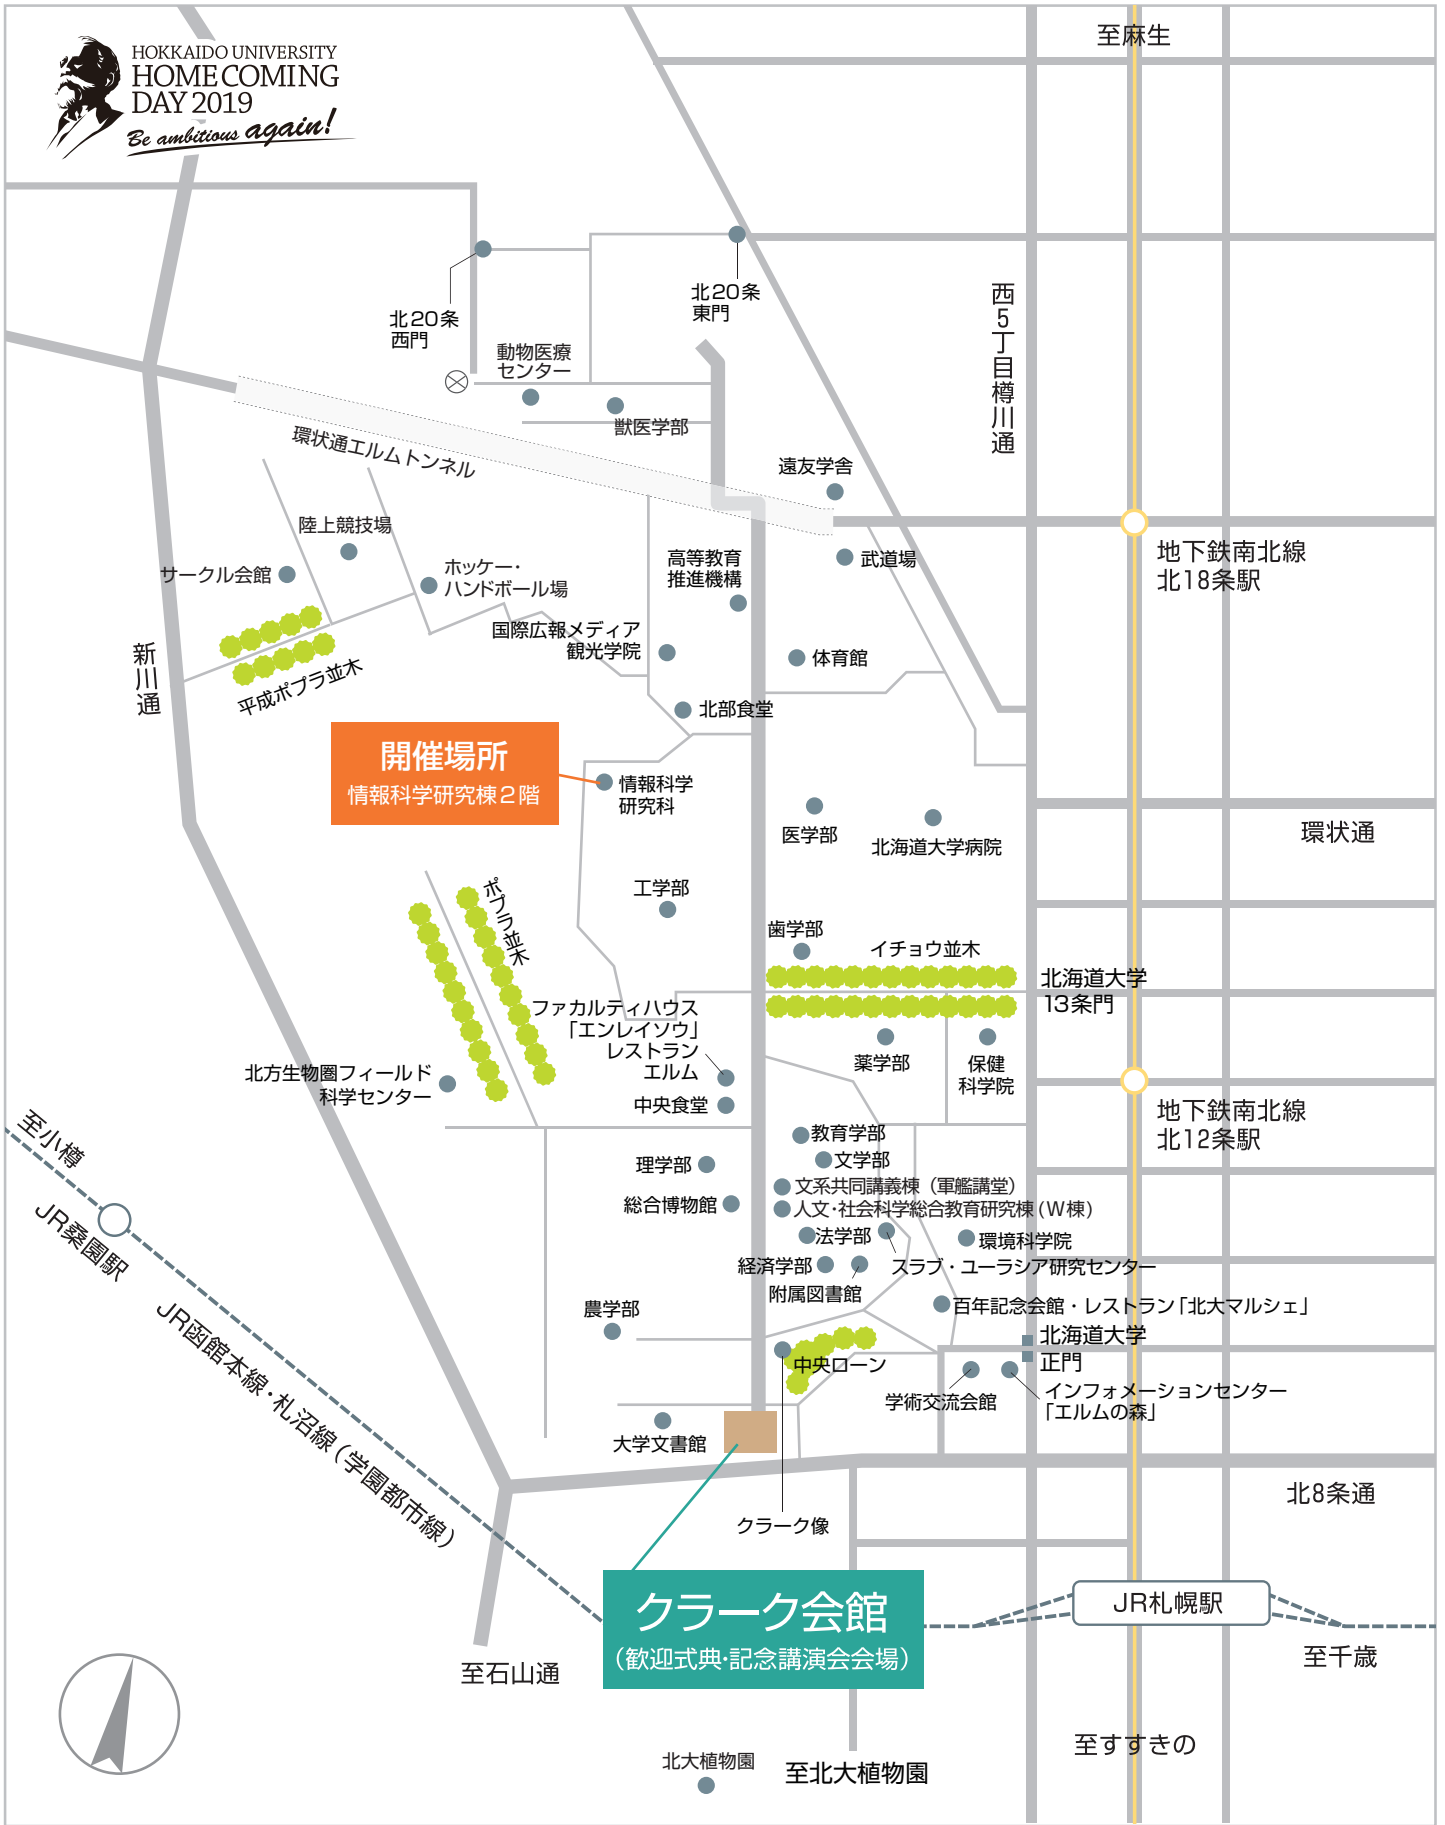 HOKKAIDO UNIVERSITY
HOME COMING
DAY 2019
Be ambitious again!
至麻生
北20条
西門
北20条
東門
西5丁目樽川通
動物医療
センター
獣医学部
環状通エルムトンネル
遠友学舎
陸上競技場
サークル会館
ホッケー・
ハンドボール場
高等教育
推進機構
武道場
地下鉄南北線
北18条駅
国際広報メディア
観光学院
体育館
新川通
平成ポプラ並木
北部食堂
開催場所
情報科学研究棟2階
情報科学
研究科
医学部
北海道大学病院
環状通
工学部
ポプラ並木
歯学部
イチョウ並木
北海道大学
13条門
ファカルティハウス
「エンレイソウ」
レストラン
エルム
薬学部
保健
科学院
北方生物圏フィールド
科学センター
中央食堂
地下鉄南北線
北12条駅
至小樽
JR桑園駅
教育学部
文学部
理学部
文系共同講義棟(軍艦講堂)
総合博物館
人文・社会科学総合教育研究棟(W棟)
法学部
環境科学院
経済学部
スラブ・ユーラシア研究センター
附属図書館
JR函館本線・札沼線(学園都市線)
農学部
百年記念会館・レストラン「北大マルシェ」
北海道大学
正門
中央ローン
学術交流会館
インフォメーションセンター
「エルムの森」
大学文書館
北8条通
クラーク像
クラーク会館
(歓迎式典・記念講演会会場)
JR札幌駅
至千歳
至石山通
至すすきの
北大植物園
至北大植物園